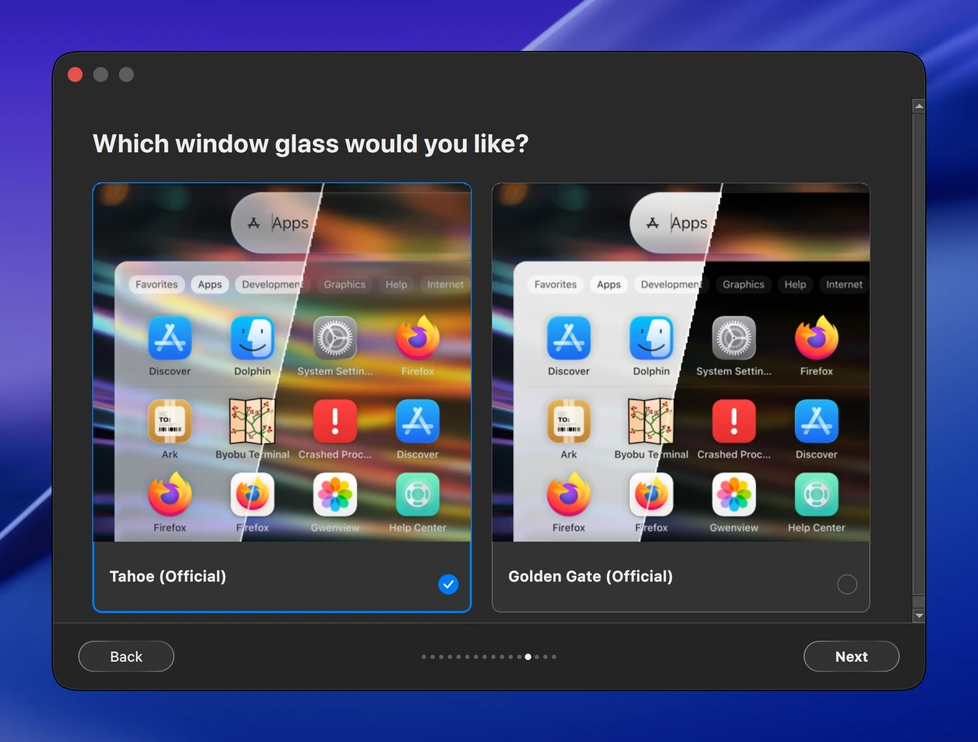 Which window glass would you like?
Apps
Favorites Apps Development Graphics Help Internet
Discover Dolphin System Settin... Firefox
TO:
Ark Byobu Terminal Crashed Proc... Discover
Firefox Firefox Gwenview Help Center
Tahoe (Official)
Apps
Favorites Apps Development Graphics Help Internet
Discover Dolphin System Settin... Firefox
TO:
Ark Byobu Terminal Crashed Proc... Discover
Firefox Firefox Gwenview Help Center
Golden Gate (Official)
Back Next